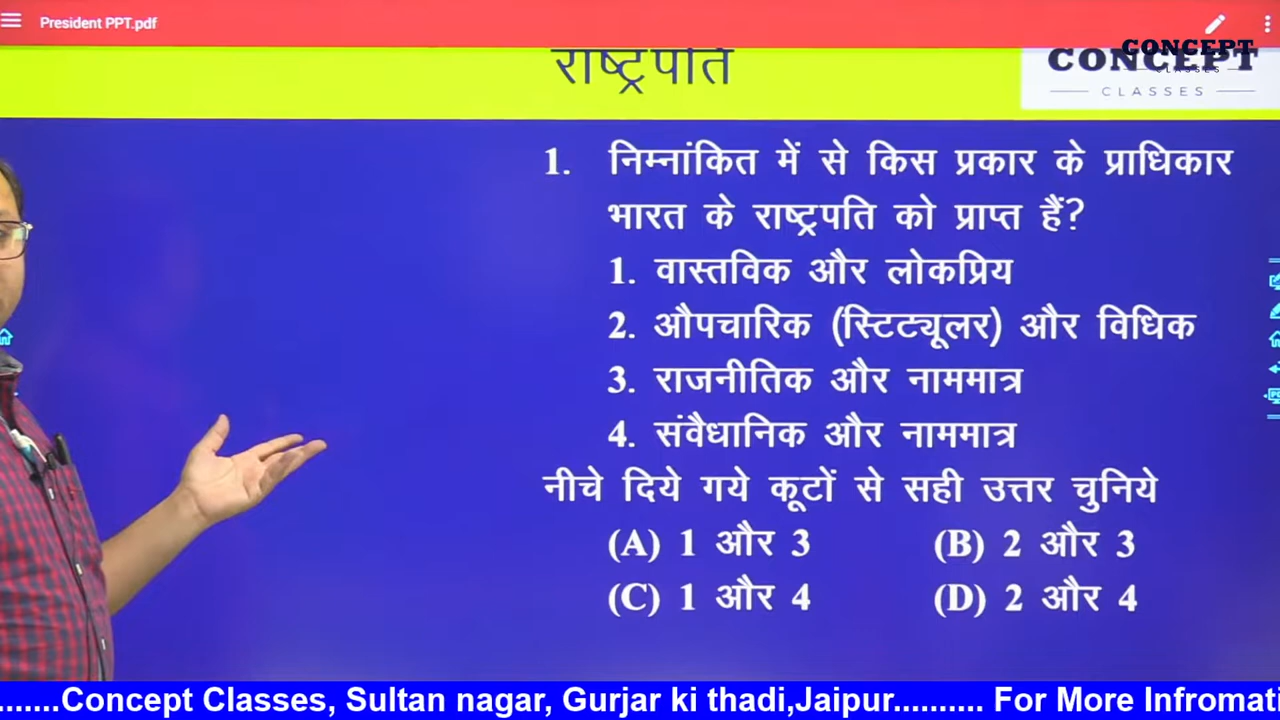 President PPT.pdf
राष्ट्रपति
CONCEPT
CLASSES
CONCEPT
CLASSES
1. निम्नांकित में से किस प्रकार के प्राधिकार
भारत के राष्ट्रपति को प्राप्त हैं?
1. वास्तविक और लोकप्रिय
2. औपचारिक (स्टिट्यूलर) और विधिक
3. राजनीतिक और नाममात्र
4. संवैधानिक और नाममात्र
नीचे दिये गये कूटों से सही उत्तर चुनिये
(A) 1 और 3 (B) 2 और 3
(C) 1 और 4 (D) 2 और 4
.......Concept Classes, Sultan nagar, Gurjar ki thadi,Jaipur.......... For More Infromati